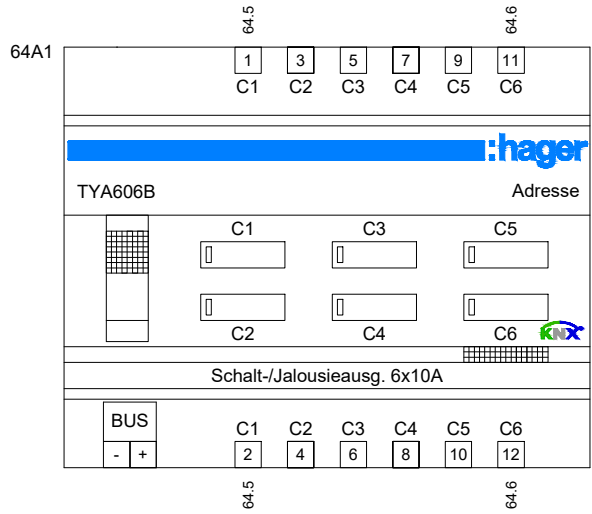 64.5 64.6
64A1
1 3 5 7 9 11
C1 C2 C3 C4 C5 C6
:hager
TYA606B Adresse
C1 C3 C5
C2 C4 C6
KNX
Schalt-/Jalousieausg. 6x10A
BUS
- +
C1 C2 C3 C4 C5 C6
2 4 6 8 10 12
64.5 64.6